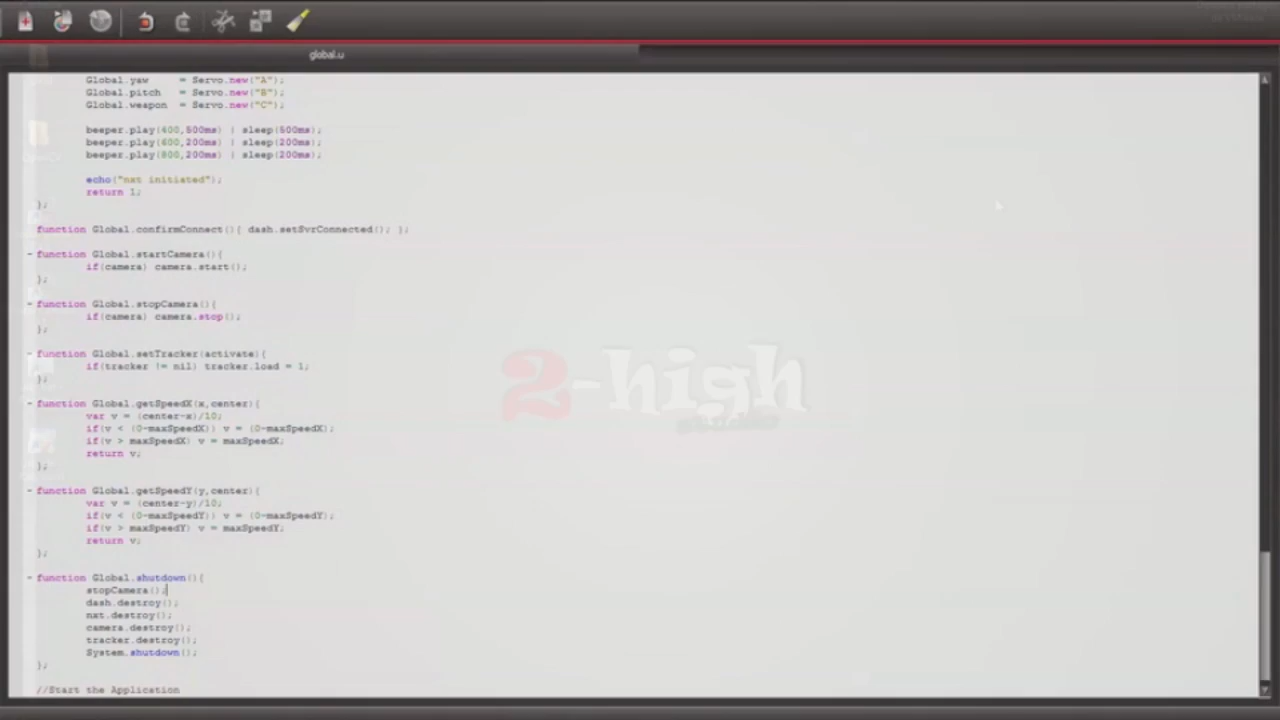 global.u
Global.yaw = Servo.new("A");
Global.pitch = Servo.new("B");
Global.weapon = Servo.new("C");
beeper.play(400,500ms) | sleep(500ms);
beeper.play(600,200ms) | sleep(200ms);
beeper.play(800,200ms) | sleep(200ms);
echo("nxt initiated");
return 1;
};
function Global.confirmConnect(){ dash.setSvrConnected(); };
function Global.startCamera(){
if(camera) camera.start();
};
function Global.stopCamera(){
if(camera) camera.stop();
};
function Global.setTracker(activate){
if(tracker != nil) tracker.load = 1;
};
function Global.getSpeedX(x,center){
var v = (center-x)/10;
if(v < (0-maxSpeedX)) v = (0-maxSpeedX);
if(v > maxSpeedX) v = maxSpeedX;
return v;
};
function Global.getSpeedY(y,center){
var v = (center-y)/10;
if(v < (0-maxSpeedY)) v = (0-maxSpeedY);
if(v > maxSpeedY) v = maxSpeedY;
return v;
};
function Global.shutdown(){
stopCamera();
dash.destroy();
nxt.destroy();
camera.destroy();
tracker.destroy();
System.shutdown();
};
//Start the Application
2-high